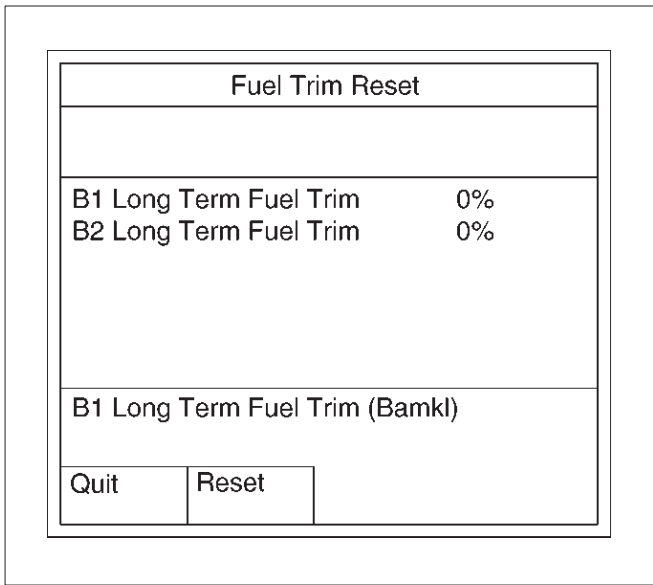 Fuel Trim Reset
B1 Long Term Fuel Trim 0%
B2 Long Term Fuel Trim 0%
B1 Long Term Fuel Trim (Bamkl)
Quit Reset